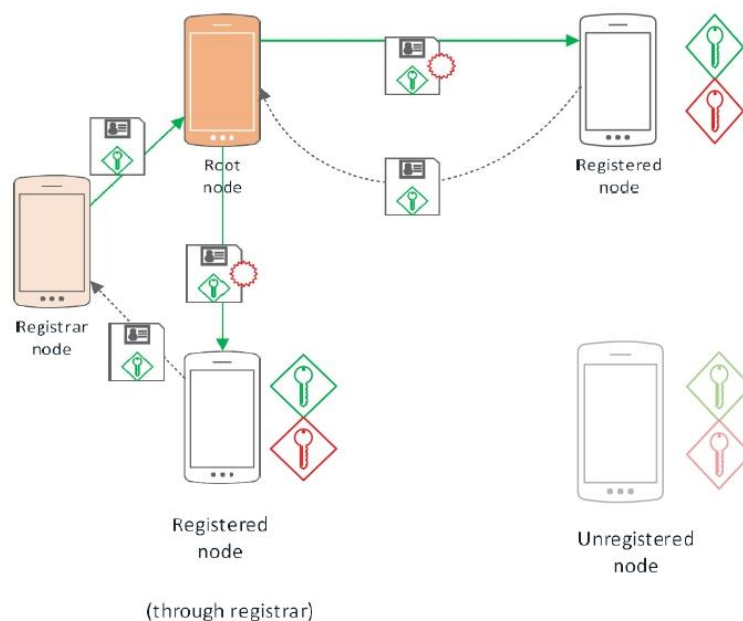 Root
node
Registered
node
Registrar
node
Registered
node
(through registrar)
Unregistered
node